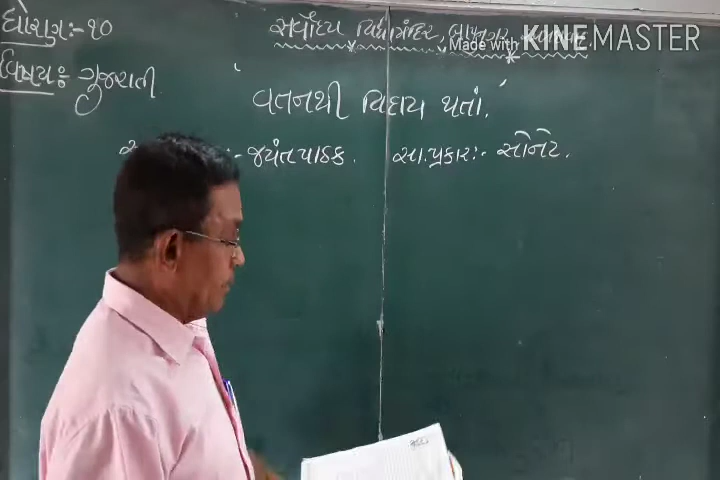 ધોરણ:-૧૦
સર્વોદય વિદ્યામંદિર,
Made with KINEMASTER
વિષય:- ગુજરાતી
'વતનથી વિદાય થતાં.'
:- જયંત પાઠક. સા.પ્રકાર:- સોનેટ.